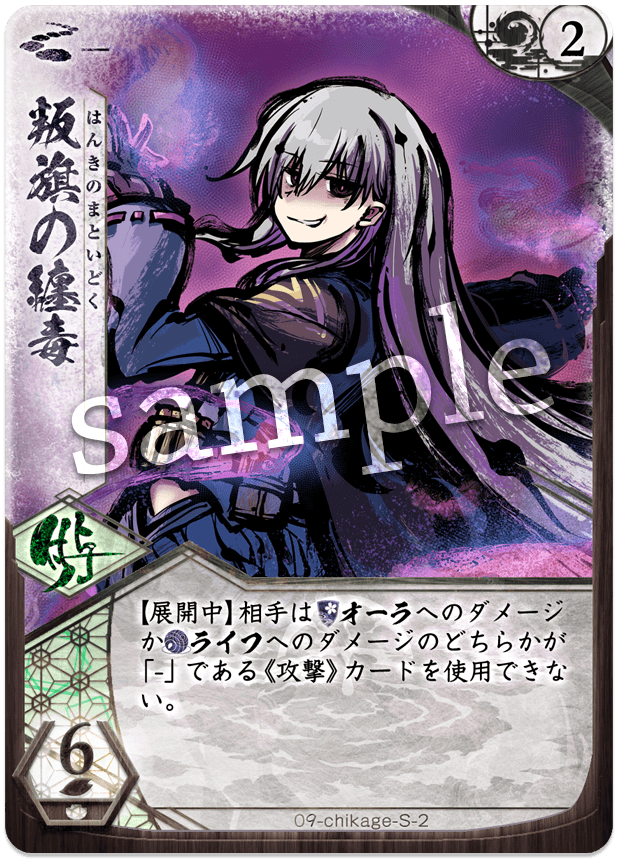 2
叛旗の纏毒
はんきのまといどく
sample
【展開中】相手はオーラへのダメージ
かライフへのダメージのどちらかが
「-」である《攻撃》カードを使用できな
い。
6
09-chikage-S-2